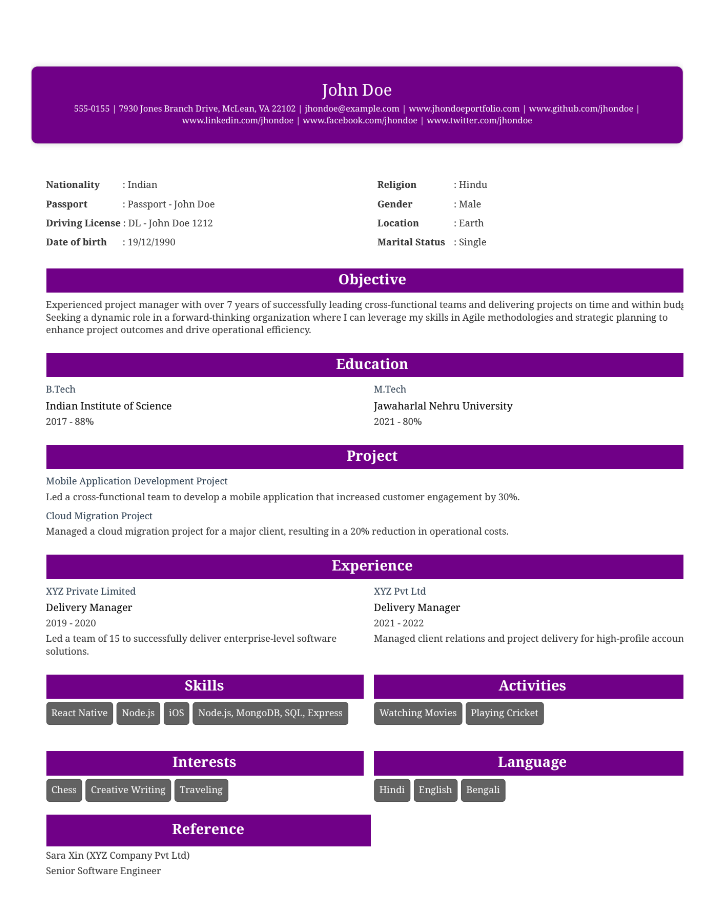 John Doe
555-0155 | 7930 Jones Branch Drive, McLean, VA 22102 | jhondoe@example.com | www.jhondoeportfolio.com | www.github.com/jhondoe |
www.linkedin.com/jhondoe | www.facebook.com/jhondoe | www.twitter.com/jhondoe
Nationality : Indian
Passport : Passport - John Doe
Driving License : DL - John Doe 1212
Date of birth : 19/12/1990
Religion : Hindu
Gender : Male
Location : Earth
Marital Status : Single
Objective
Experienced project manager with over 7 years of successfully leading cross-functional teams and delivering projects on time and within
Seeking a dynamic role in a forward-thinking organization where I can leverage my skills in Agile methodologies and strategic planning to
enhance project outcomes and drive operational efficiency.
Education
B.Tech
Indian Institute of Science
2017 - 88%
M.Tech
Jawaharlal Nehru University
2021 - 80%
Project
Mobile Application Development Project
Led a cross-functional team to develop a mobile application that increased customer engagement by 30%.
Cloud Migration Project
Managed a cloud migration project for a major client, resulting in a 20% reduction in operational costs.
Experience
XYZ Private Limited
Delivery Manager
2019 - 2020
Led a team of 15 to successfully deliver enterprise-level software
solutions.
XYZ Pvt Ltd
Delivery Manager
2021 - 2022
Managed client relations and project delivery for high-profile accoun
Skills
React Native Node.js iOS Node.js, MongoDB, SQL, Express
Activities
Watching Movies Playing Cricket
Interests
Chess Creative Writing Traveling
Language
Hindi English Bengali
Reference
Sara Xin (XYZ Company Pvt Ltd)
Senior Software Engineer